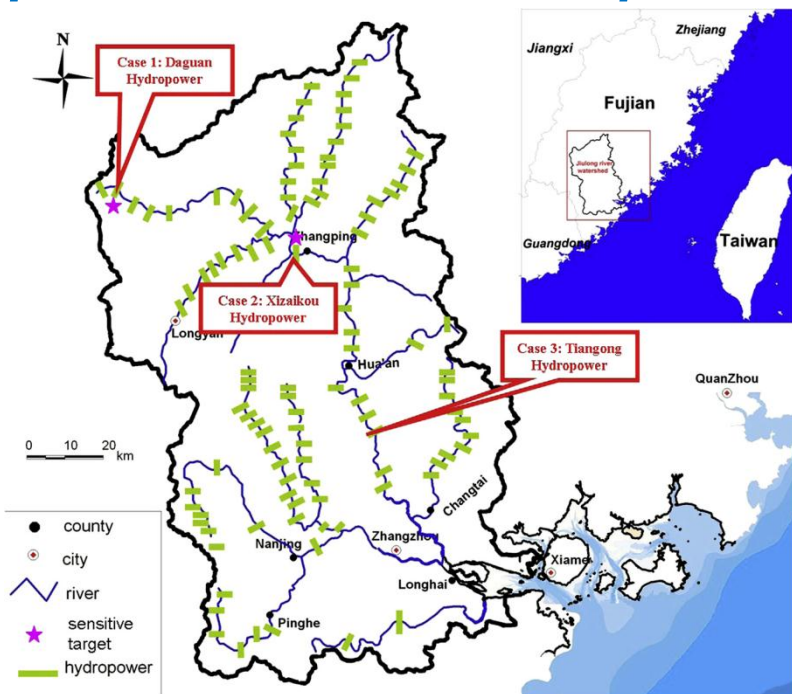 N
Case 1: Daguan
Hydropower
Zhejiang
Jiangxi
Fujian
Jiulong river
watershed
Guangdong
Taiwan
Zhangping
Case 2: Xizaikou
Hydropower
Longyan
Hua'an
Case 3: Tiangong
Hydropower
QuanZhou
0 10 20
km
Changtai
Nanjing
Zhangzhou
Xiame
Longhai
Pinghe
county
city
river
sensitive
target
hydropower